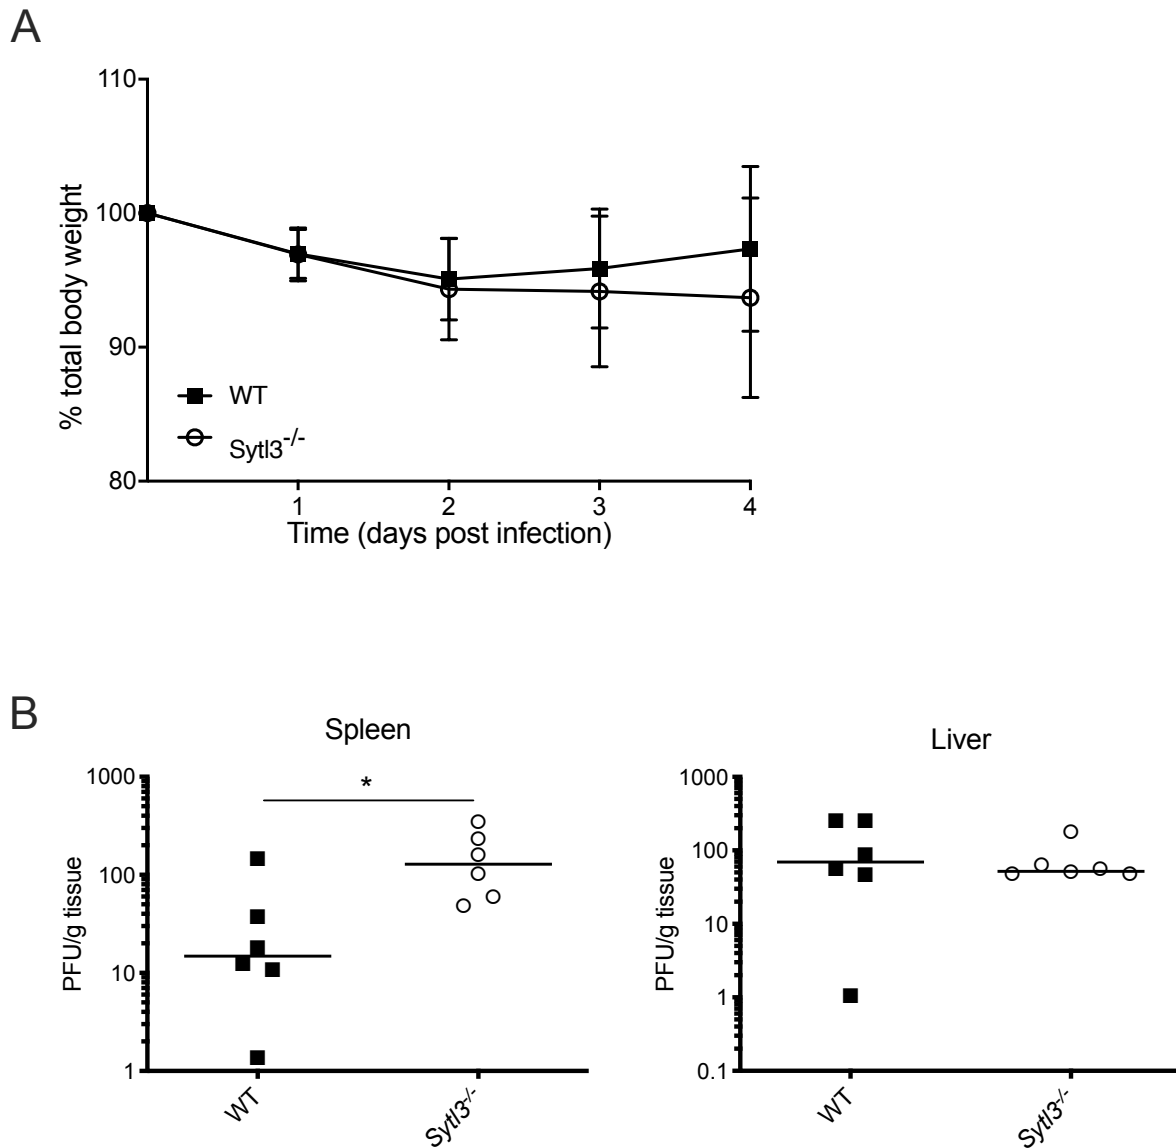 A
110
100
90
80
% total body weight
WT
Sytl3-/-
1 2 3 4
Time (days post infection)
B
Spleen
*
1000
100
10
1
PFU/g tissue
WT
Sytl3-/-
Liver
1000
100
10
1
0.1
PFU/g tissue
WT
Sytl3-/-